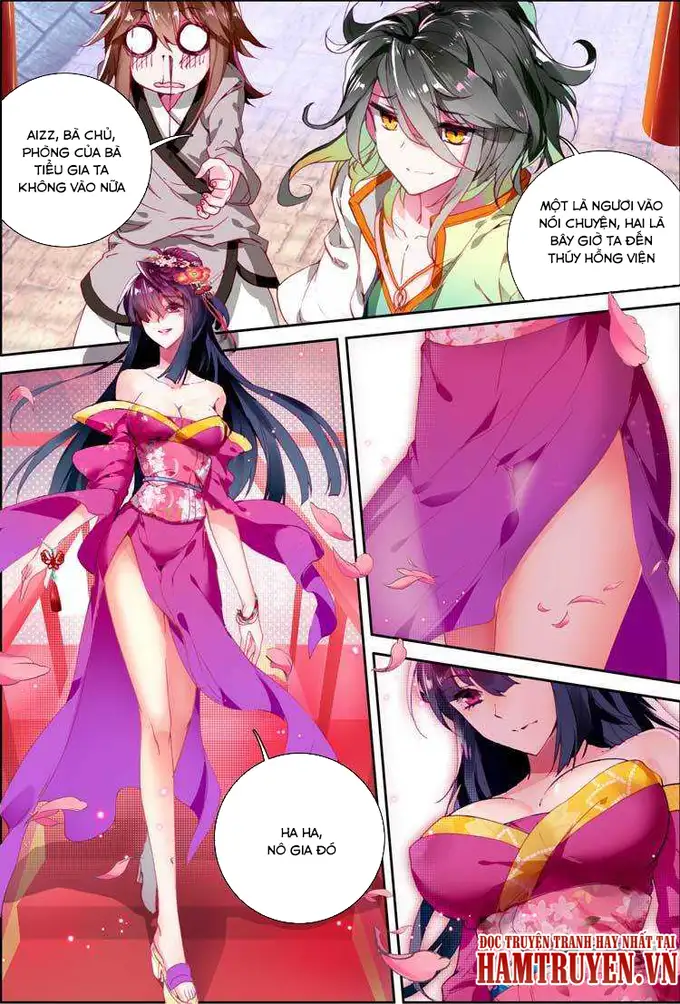 AIZZ, BÀ CHỦ,
PHÒNG CỦA BÀ
TIỂU GIA TA
KHÔNG VÀO NỮA
MỘT LÀ NGƯƠI VÀO
NÓI CHUYỆN, HAI LÀ
BÂY GIỜ TA ĐẾN
THÚY HỒNG VIỆN
HA HA,
NÔ GIA ĐÓ
ĐỌC TRUYỆN TRANH HAY NHẤT TẠI
HAMTRUYEN.VN